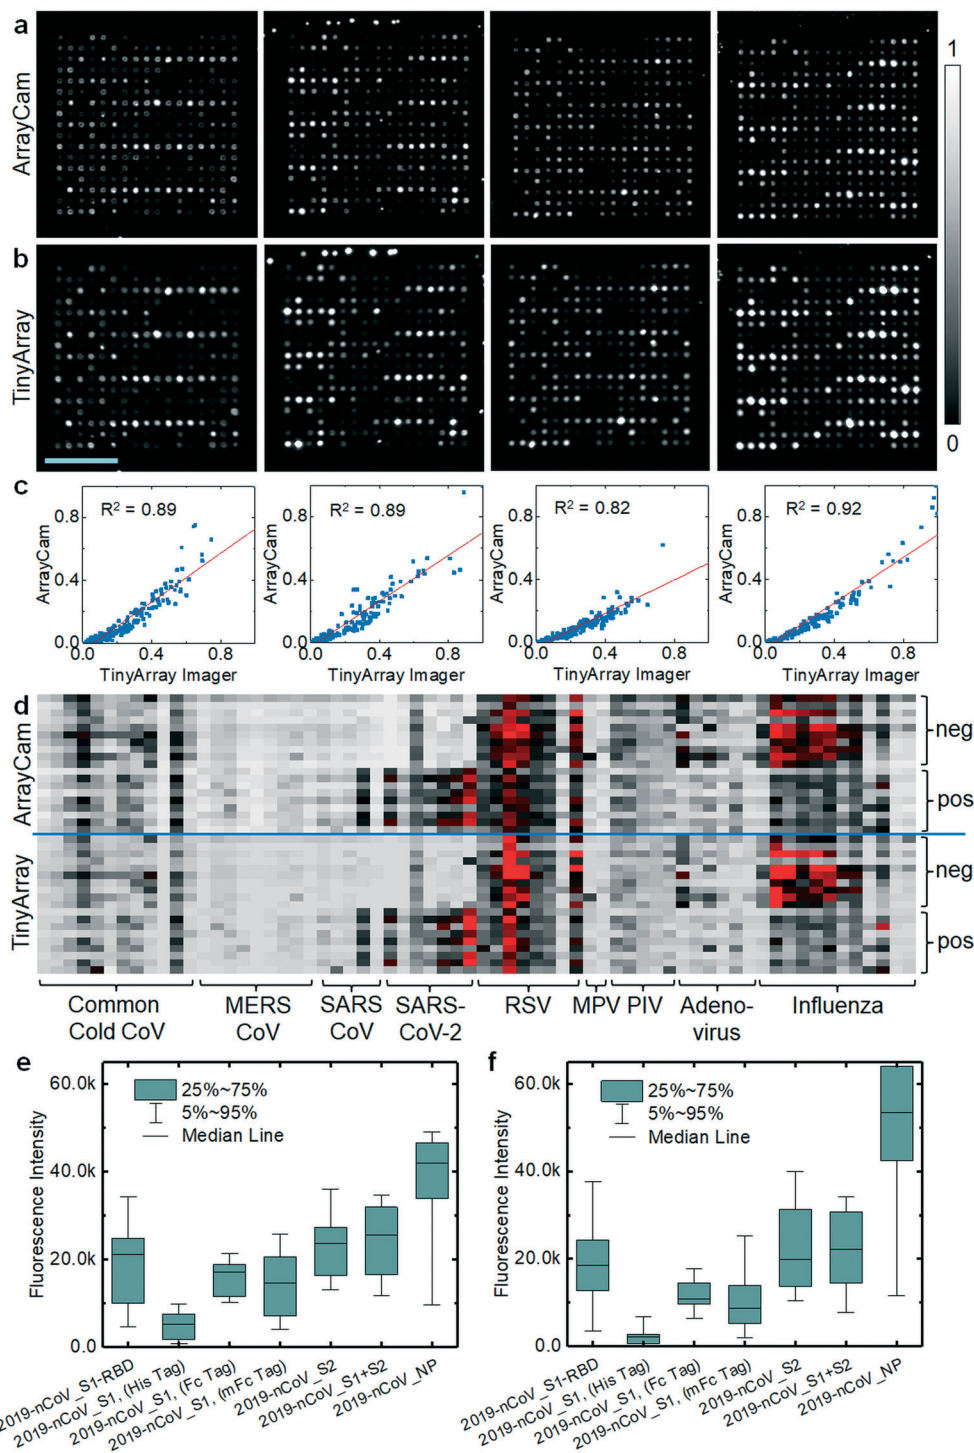 a
ArrayCam
1
b
TinyArray
0
c
R² = 0.89
R² = 0.89
R² = 0.82
R² = 0.92
ArrayCam
ArrayCam
ArrayCam
ArrayCam
0.8
0.4
0.0
0.8
0.4
0.0
0.8
0.4
0.0
0.8
0.4
0.0
0.0 0.4 0.8
0.0 0.4 0.8
0.0 0.4 0.8
0.0 0.4 0.8
TinyArray Imager
TinyArray Imager
TinyArray Imager
TinyArray Imager
d
ArrayCam
neg
pos
TinyArray
neg
pos
Common Cold CoV
MERS CoV
SARS CoV
SARS-CoV-2
RSV
MPV
PIV
Adeno-virus
Influenza
e
60.0k
40.0k
20.0k
0.0
Fluorescence Intensity
25%~75%
5%~95%
Median Line
2019-nCoV_S1-RBD
2019-nCoV_S1, (His Tag)
2019-nCoV_S1, (Fc Tag)
2019-nCoV_S1, (mFc Tag)
2019-nCoV_S2
2019-nCoV_S1+S2
2019-nCoV_NP
f
60.0k
40.0k
20.0k
0.0
Fluorescence Intensity
25%~75%
5%~95%
Median Line
2019-nCoV_S1-RBD
2019-nCoV_S1, (His Tag)
2019-nCoV_S1, (Fc Tag)
2019-nCoV_S1, (mFc Tag)
2019-nCoV_S2
2019-nCoV_S1+S2
2019-nCoV_NP